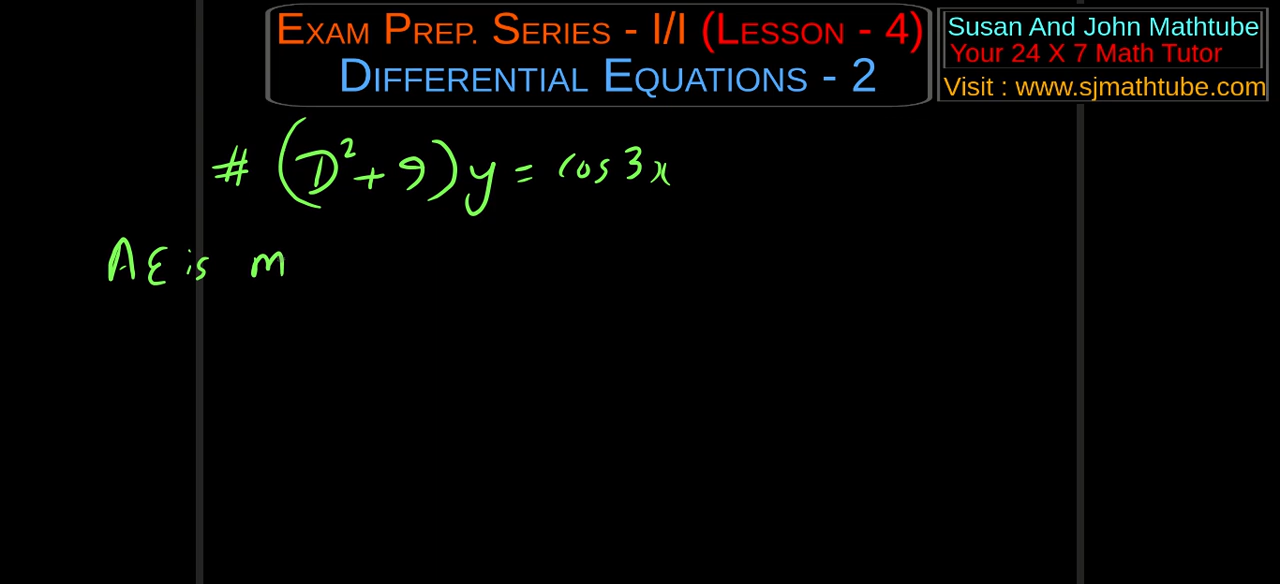 Exam Prep. Series - I/I (Lesson - 4)
Differential Equations - 2
Susan And John Mathtube
Your 24 X 7 Math Tutor
Visit : www.sjmathtube.com
# (D² + 9) y = cos 3x
AE is m